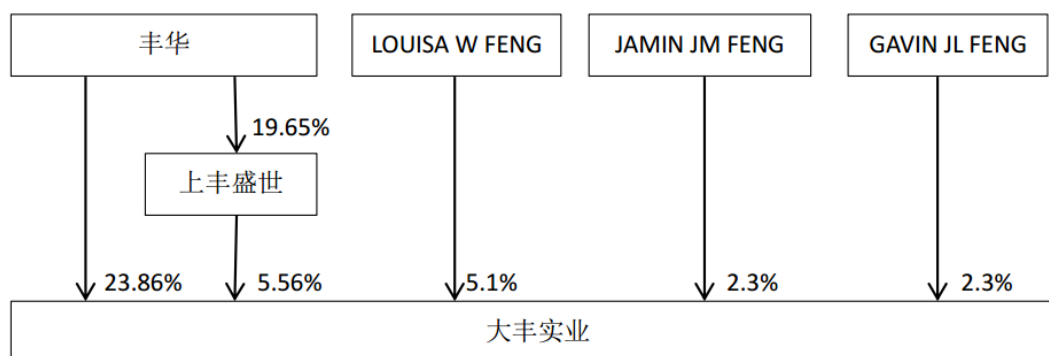 丰华
LOUISA W FENG
JAMIN JM FENG
GAVIN JL FENG
19.65%
上丰盛世
23.86%
5.56%
5.1%
2.3%
2.3%
大丰实业